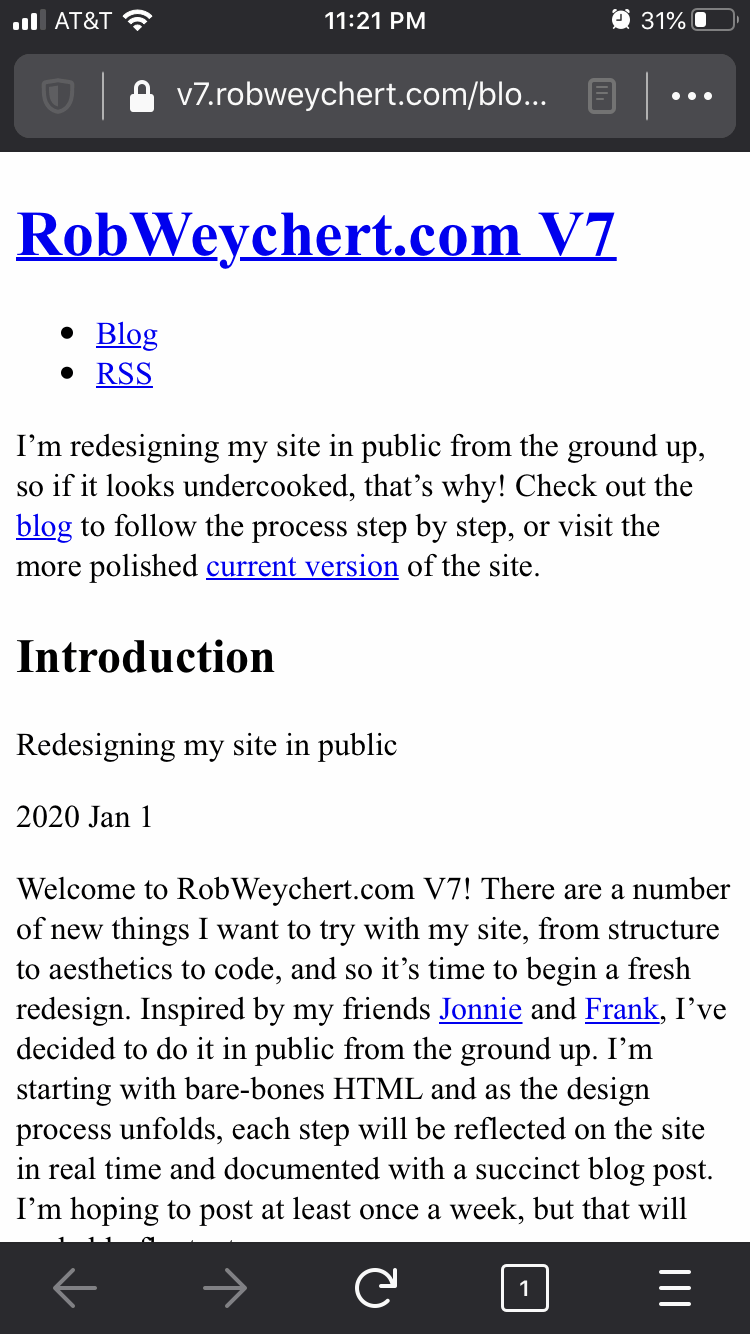 AT&T 11:21 PM 31%
v7.robweychert.com/blo...
RobWeychert.com V7
Blog
RSS
I’m redesigning my site in public from the ground up,
so if it looks undercooked, that’s why! Check out the
blog to follow the process step by step, or visit the
more polished current version of the site.
Introduction
Redesigning my site in public
2020 Jan 1
Welcome to RobWeychert.com V7! There are a number
of new things I want to try with my site, from structure
to aesthetics to code, and so it’s time to begin a fresh
redesign. Inspired by my friends Jonnie and Frank, I’ve
decided to do it in public from the ground up. I’m
starting with bare-bones HTML and as the design
process unfolds, each step will be reflected on the site
in real time and documented with a succinct blog post.
I’m hoping to post at least once a week, but that will
1